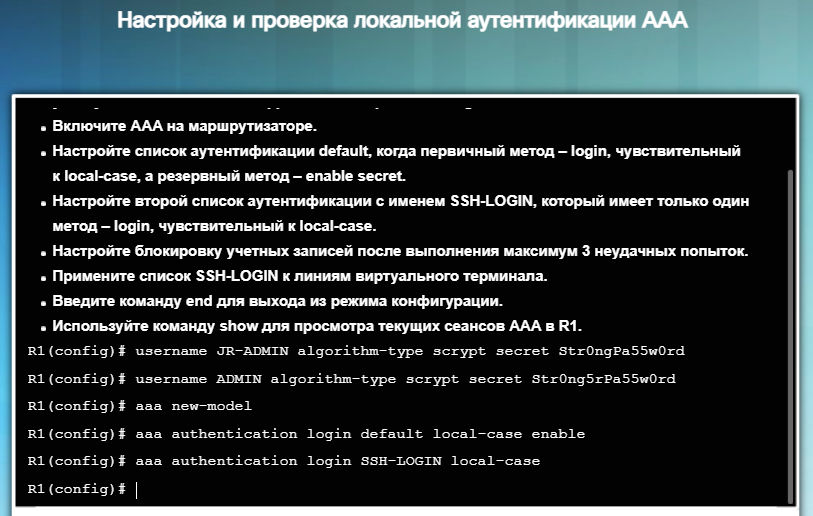 Настройка и проверка локальной аутентификации AAA
Включите AAA на маршрутизаторе.
Настройте список аутентификации default, когда первичный метод – login, чувствительный
к local-case, а резервный метод – enable secret.
Настройте второй список аутентификации с именем SSH-LOGIN, который имеет только один
метод – login, чувствительный к local-case.
Настройте блокировку учетных записей после выполнения максимум 3 неудачных попыток.
Примените список SSH-LOGIN к линиям виртуального терминала.
Введите команду end для выхода из режима конфигурации.
Используйте команду show для просмотра текущих сеансов AAA в R1.
R1(config)# username JR-ADMIN algorithm-type scrypt secret Str0ngPa55w0rd
R1(config)# username ADMIN algorithm-type scrypt secret Str0ng5rPa55w0rd
R1(config)# aaa new-model
R1(config)# aaa authentication login default local-case enable
R1(config)# aaa authentication login SSH-LOGIN local-case
R1(config)#